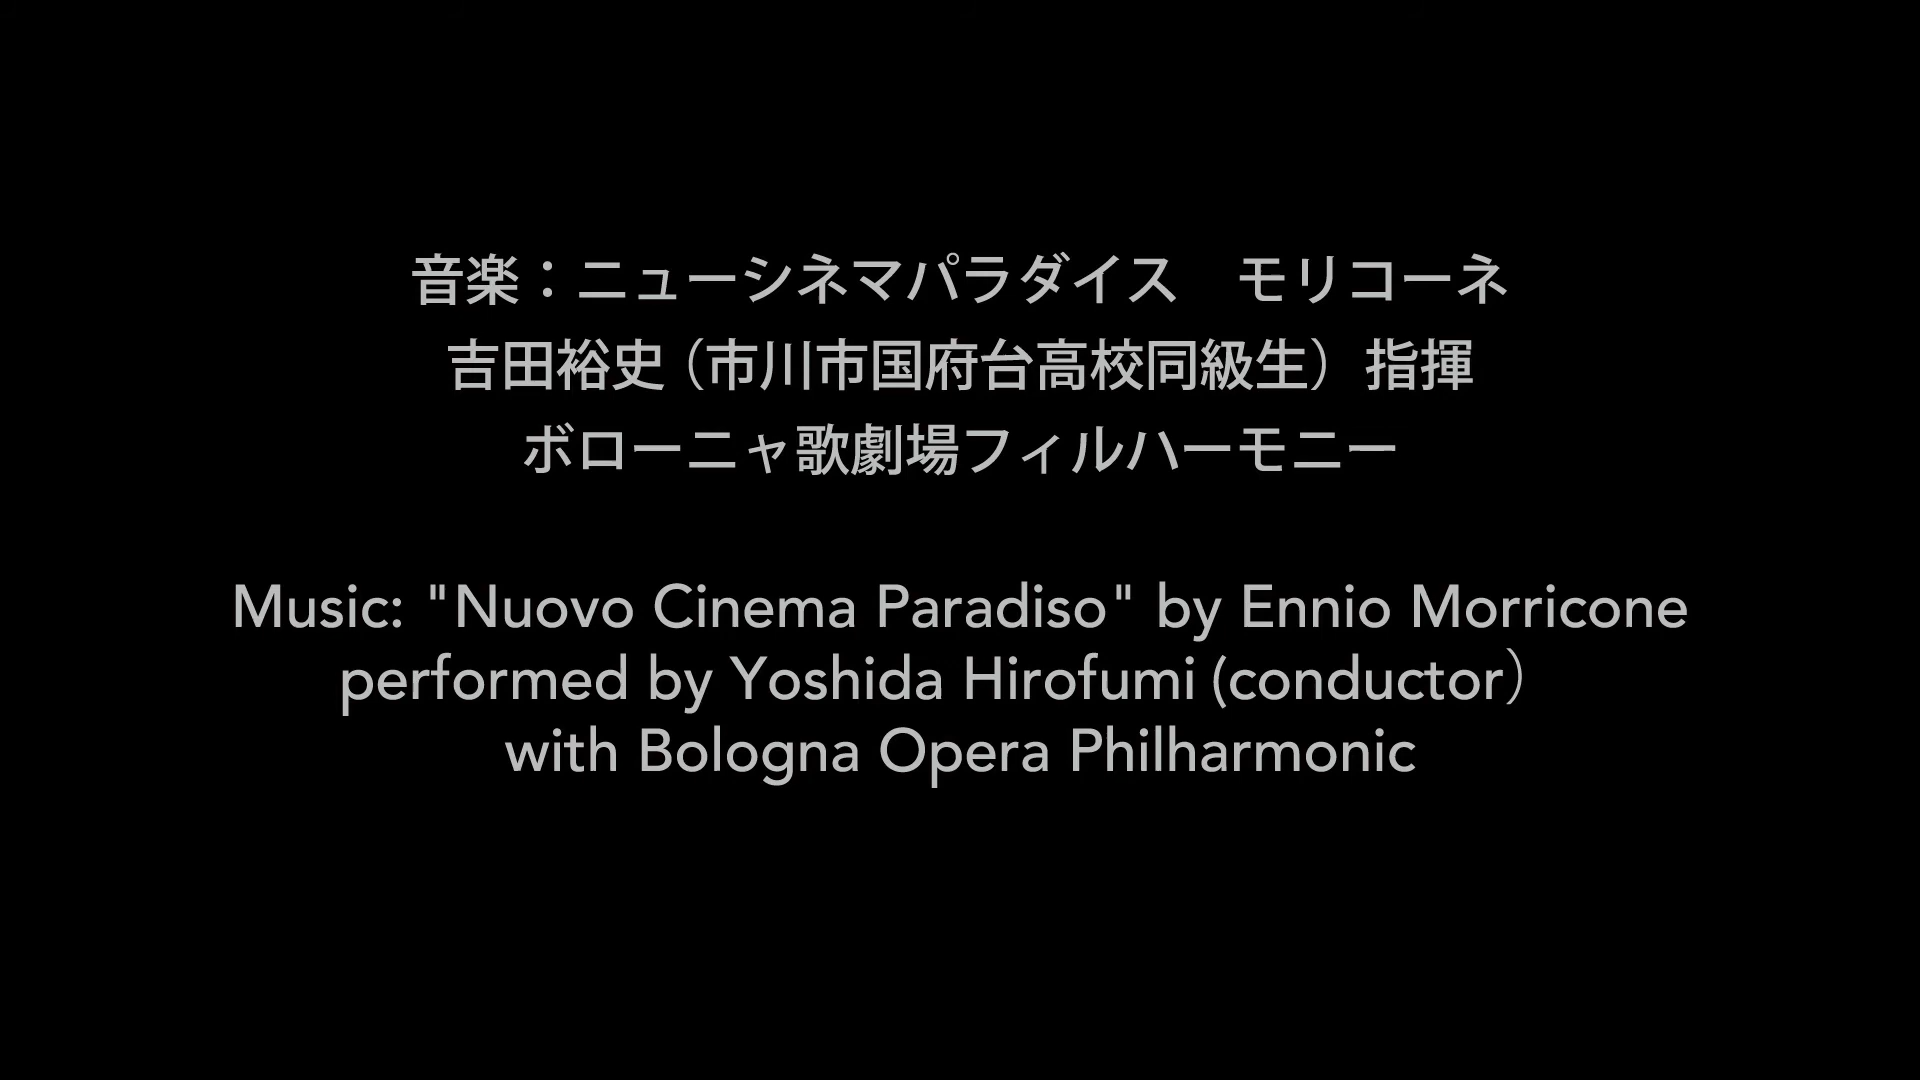 音楽：ニューシネマパラダイス　モリコーネ
吉田裕史（市川市国府台高校同級生）指揮
ボローニャ歌劇場フィルハーモニー
Music: "Nuovo Cinema Paradiso" by Ennio Morricone
performed by Yoshida Hirofumi (conductor）
with Bologna Opera Philharmonic